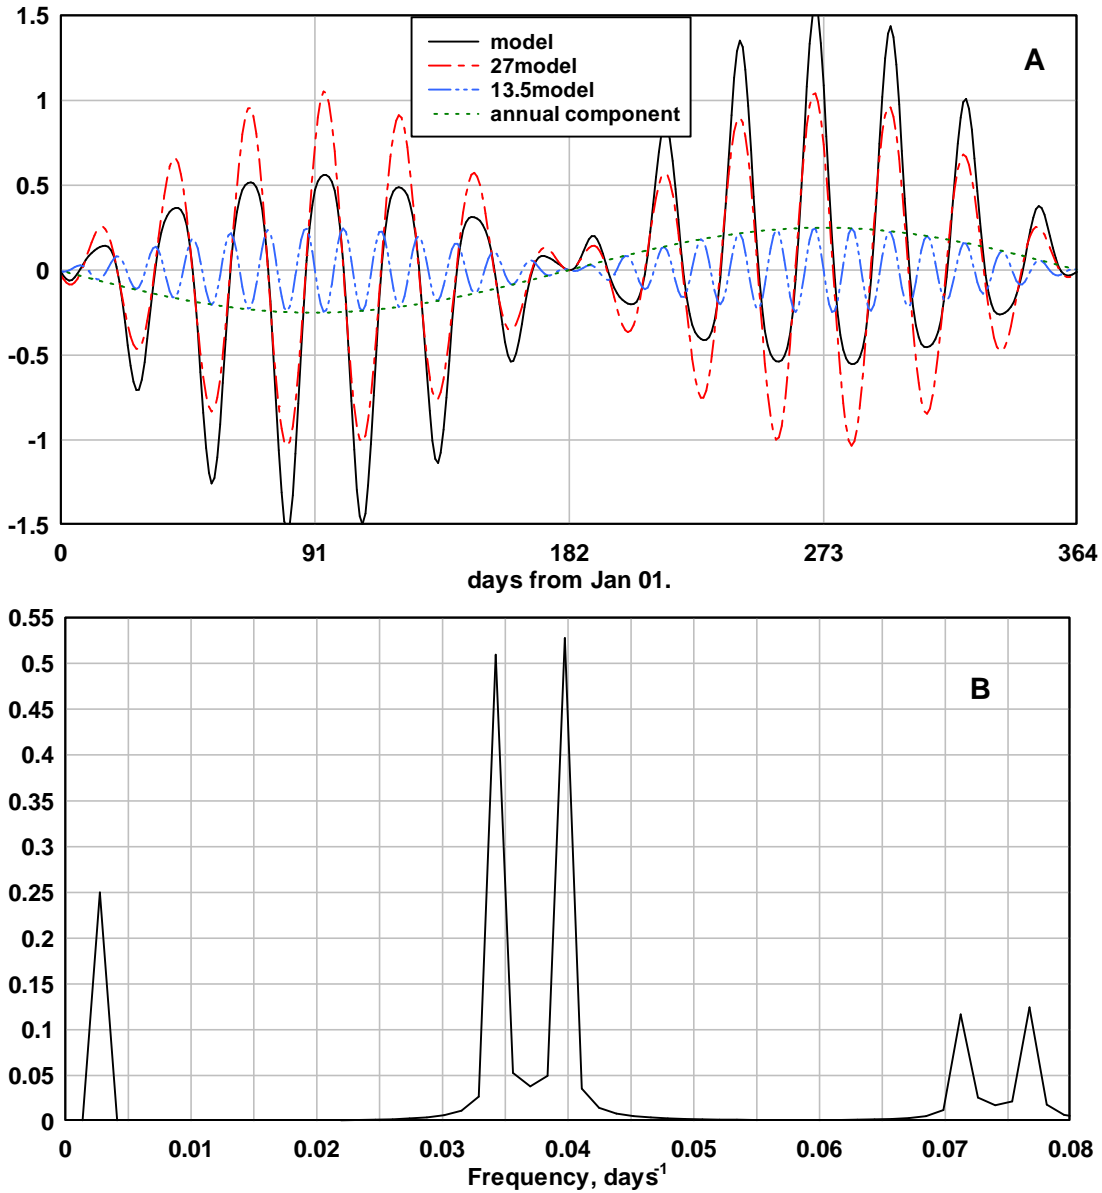 1.5
model
27model
13.5model
annual component
A
1
0.5
0
-0.5
-1
-1.5
0 91 182 273 364
days from Jan 01.
0.55
B
0.5
0.45
0.4
0.35
0.3
0.25
0.2
0.15
0.1
0.05
0
0 0.01 0.02 0.03 0.04 0.05 0.06 0.07 0.08
Frequency, days-1